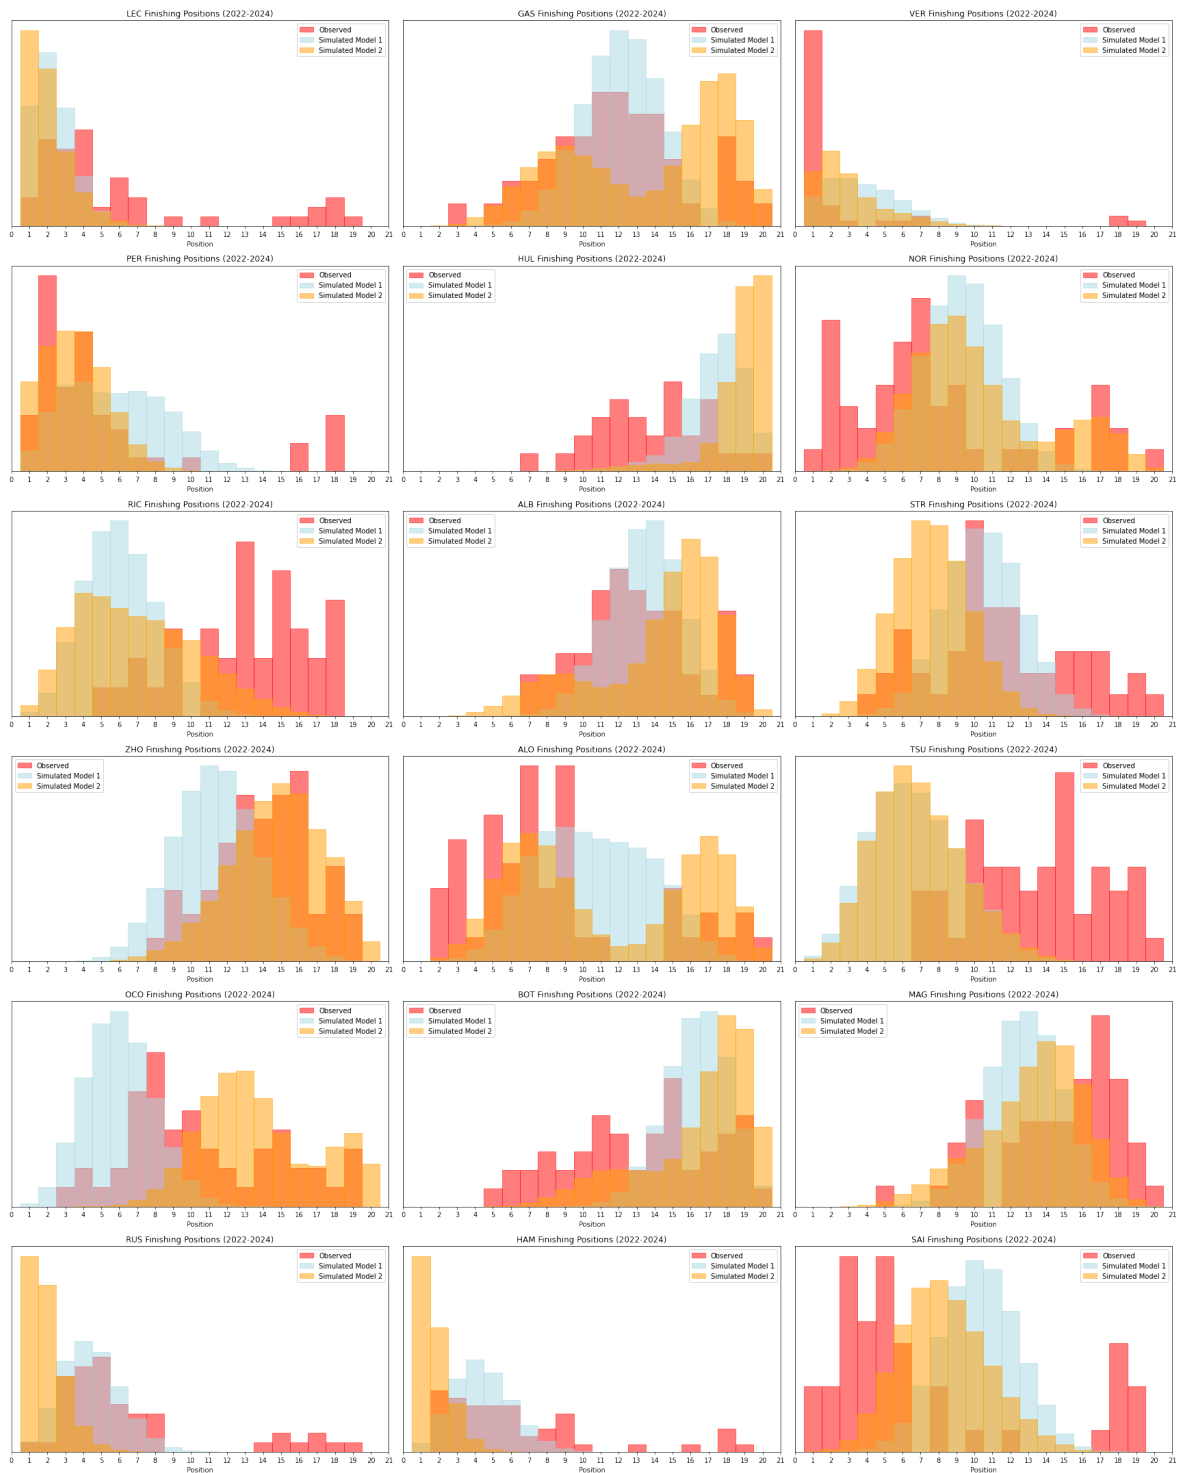 LEC Finishing Positions (2022-2024)
Observed
Simulated Model 1
Simulated Model 2
0 1 2 3 4 5 6 7 8 9 10 11 12 13 14 15 16 17 18 19 20 21
Position
GAS Finishing Positions (2022-2024)
Observed
Simulated Model 1
Simulated Model 2
0 1 2 3 4 5 6 7 8 9 10 11 12 13 14 15 16 17 18 19 20 21
Position
VER Finishing Positions (2022-2024)
Observed
Simulated Model 1
Simulated Model 2
0 1 2 3 4 5 6 7 8 9 10 11 12 13 14 15 16 17 18 19 20 21
Position
PER Finishing Positions (2022-2024)
Observed
Simulated Model 1
Simulated Model 2
0 1 2 3 4 5 6 7 8 9 10 11 12 13 14 15 16 17 18 19 20 21
Position
HUL Finishing Positions (2022-2024)
Observed
Simulated Model 1
Simulated Model 2
0 1 2 3 4 5 6 7 8 9 10 11 12 13 14 15 16 17 18 19 20 21
Position
NOR Finishing Positions (2022-2024)
Observed
Simulated Model 1
Simulated Model 2
0 1 2 3 4 5 6 7 8 9 10 11 12 13 14 15 16 17 18 19 20 21
Position
RIC Finishing Positions (2022-2024)
Observed
Simulated Model 1
Simulated Model 2
0 1 2 3 4 5 6 7 8 9 10 11 12 13 14 15 16 17 18 19 20 21
Position
ALB Finishing Positions (2022-2024)
Observed
Simulated Model 1
Simulated Model 2
0 1 2 3 4 5 6 7 8 9 10 11 12 13 14 15 16 17 18 19 20 21
Position
STR Finishing Positions (2022-2024)
Observed
Simulated Model 1
Simulated Model 2
0 1 2 3 4 5 6 7 8 9 10 11 12 13 14 15 16 17 18 19 20 21
Position
ZHO Finishing Positions (2022-2024)
Observed
Simulated Model 1
Simulated Model 2
0 1 2 3 4 5 6 7 8 9 10 11 12 13 14 15 16 17 18 19 20 21
Position
ALO Finishing Positions (2022-2024)
Observed
Simulated Model 1
Simulated Model 2
0 1 2 3 4 5 6 7 8 9 10 11 12 13 14 15 16 17 18 19 20 21
Position
TSU Finishing Positions (2022-2024)
Observed
Simulated Model 1
Simulated Model 2
0 1 2 3 4 5 6 7 8 9 10 11 12 13 14 15 16 17 18 19 20 21
Position
OCO Finishing Positions (2022-2024)
Observed
Simulated Model 1
Simulated Model 2
0 1 2 3 4 5 6 7 8 9 10 11 12 13 14 15 16 17 18 19 20 21
Position
BOT Finishing Positions (2022-2024)
Observed
Simulated Model 1
Simulated Model 2
0 1 2 3 4 5 6 7 8 9 10 11 12 13 14 15 16 17 18 19 20 21
Position
MAG Finishing Positions (2022-2024)
Observed
Simulated Model 1
Simulated Model 2
0 1 2 3 4 5 6 7 8 9 10 11 12 13 14 15 16 17 18 19 20 21
Position
RUS Finishing Positions (2022-2024)
Observed
Simulated Model 1
Simulated Model 2
0 1 2 3 4 5 6 7 8 9 10 11 12 13 14 15 16 17 18 19 20 21
Position
HAM Finishing Positions (2022-2024)
Observed
Simulated Model 1
Simulated Model 2
0 1 2 3 4 5 6 7 8 9 10 11 12 13 14 15 16 17 18 19 20 21
Position
SAI Finishing Positions (2022-2024)
Observed
Simulated Model 1
Simulated Model 2
0 1 2 3 4 5 6 7 8 9 10 11 12 13 14 15 16 17 18 19 20 21
Position